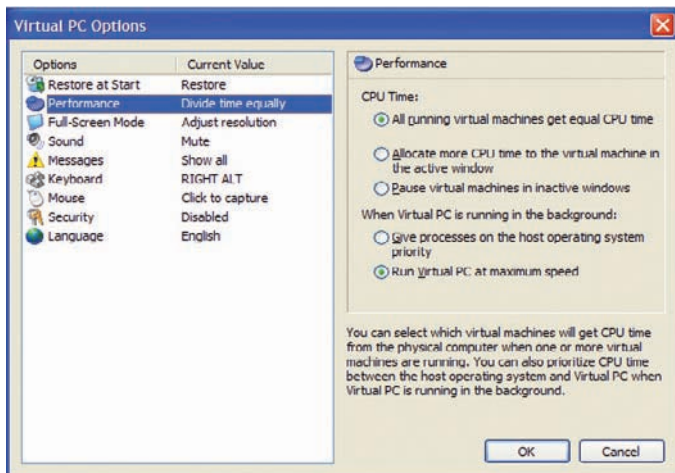 Virtual PC Options
Options Current Value
Restore at Start Restore
Performance Divide time equally
Full-Screen Mode Adjust resolution
Sound Mute
Messages Show all
Keyboard RIGHT ALT
Mouse Click to capture
Security Disabled
Language English
Performance
CPU Time:
All running virtual machines get equal CPU time
Allocate more CPU time to the virtual machine in
the active window
Pause virtual machines in inactive windows
When Virtual PC is running in the background:
Give processes on the host operating system
priority
Run Virtual PC at maximum speed
You can select which virtual machines will get CPU time
from the physical computer when one or more virtual
machines are running. You can also prioritize CPU time
between the host operating system and Virtual PC when
Virtual PC is running in the background.
OK Cancel